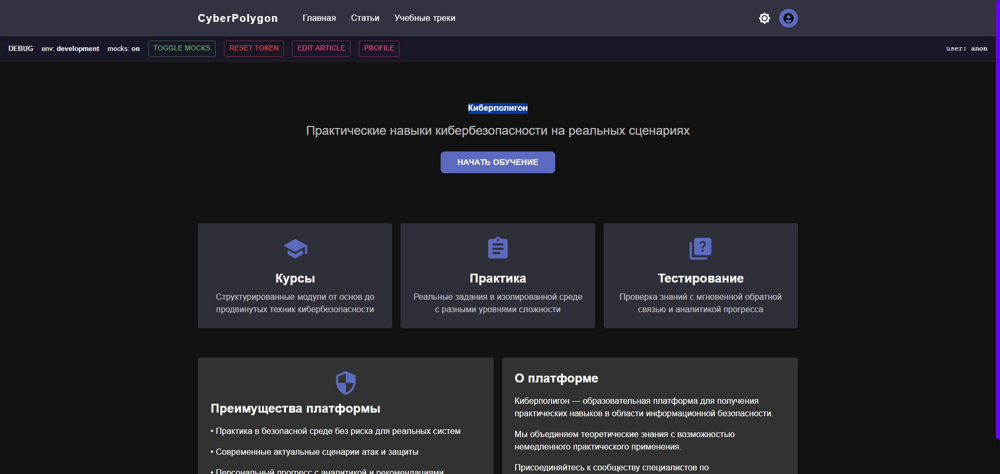 CyberPolygon Главная Статьи Учебные треки
DEBUG env: development mocks: on TOGGLE MOCKS RESET TOKEN EDIT ARTICLE PROFILE user: anon
Киберполигон
Практические навыки кибербезопасности на реальных сценариях
НАЧАТЬ ОБУЧЕНИЕ
Курсы
Структурированные модули от основ до
продвинутых техник кибербезопасности
Практика
Реальные задания в изолированной среде
с разными уровнями сложности
Тестирование
Проверка знаний с мгновенной обратной
связью и аналитикой прогресса
Преимущества платформы
• Практика в безопасной среде без риска для реальных систем
• Современные актуальные сценарии атак и защиты
• Персональный прогресс с аналитикой и рекомендациями
О платформе
Киберполигон — образовательная платформа для получения
практических навыков в области информационной безопасности.
Мы объединяем теоретические знания с возможностью
немедленного практического применения.
Присоединяйтесь к сообществу специалистов по